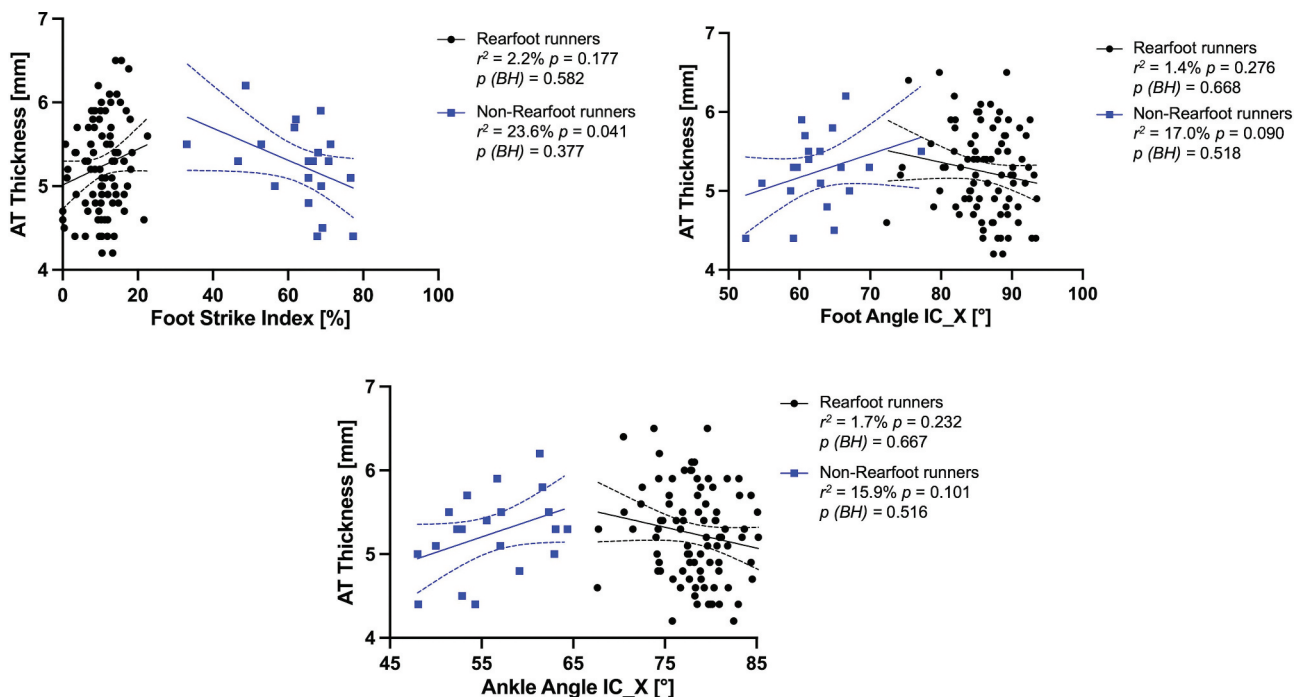 AT Thickness [mm]
7
6
5
4
0
20
40
60
80
100
Foot Strike Index [%]
Rearfoot runners
r² = 2.2% p = 0.177
p (BH) = 0.582
Non-Rearfoot runners
r² = 23.6% p = 0.041
p (BH) = 0.377
AT Thickness [mm]
7
6
5
4
50
60
70
80
90
100
Foot Angle IC_X [°]
Rearfoot runners
r² = 1.4% p = 0.276
p (BH) = 0.668
Non-Rearfoot runners
r² = 17.0% p = 0.090
p (BH) = 0.518
AT Thickness [mm]
7
6
5
4
45
55
65
75
85
Ankle Angle IC_X [°]
Rearfoot runners
r² = 1.7% p = 0.232
p (BH) = 0.667
Non-Rearfoot runners
r² = 15.9% p = 0.101
p (BH) = 0.516